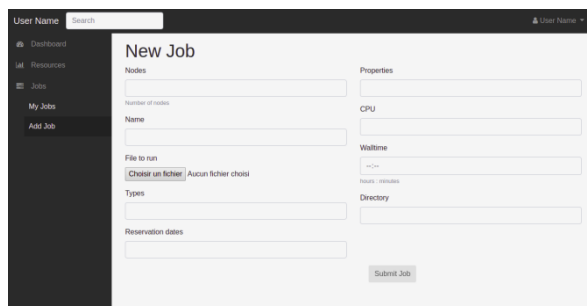 User Name
Search
User Name
Dashboard
Resources
Jobs
My Jobs
Add Job
New Job
Nodes
Number of nodes
Name
File to run
Choisir un fichier Aucun fichier choisi
Types
Reservation dates
Properties
CPU
Walltime
--:--
hours : minutes
Directory
Submit Job